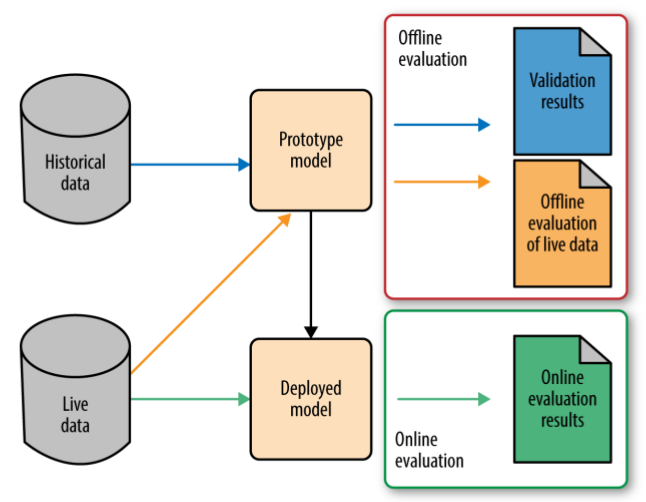 Offline
evaluation
Validation
results
Historical
data
Prototype
model
Offline
evaluation
of live data
Live
data
Deployed
model
Online
evaluation
Online
evaluation
results